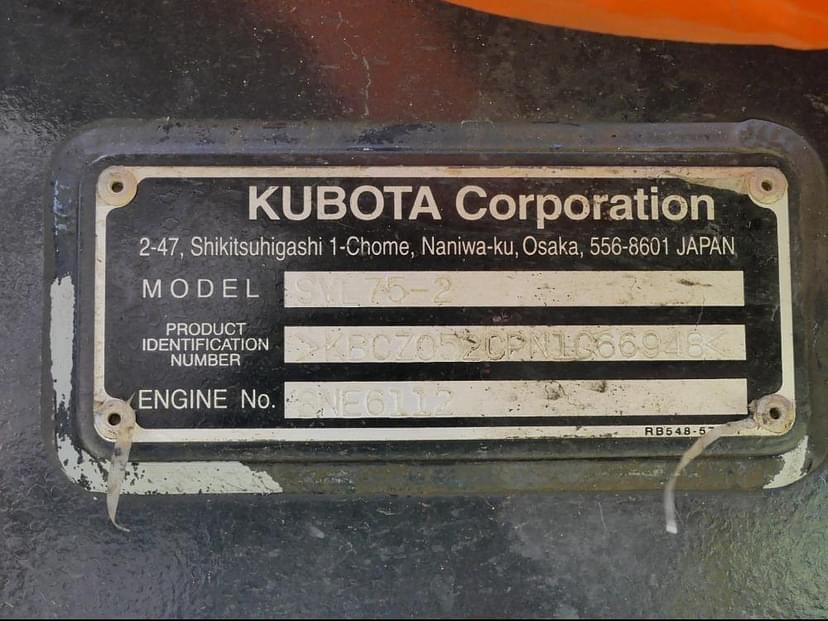 KUBOTA Corporation
2-47, Shikitsuhigashi 1-Chome, Naniwa-ku, Osaka, 556-8601 JAPAN
MODEL SVL75-2
PRODUCT
IDENTIFICATION
NUMBER
>KBCZ052CPN1C66948<
ENGINE No.